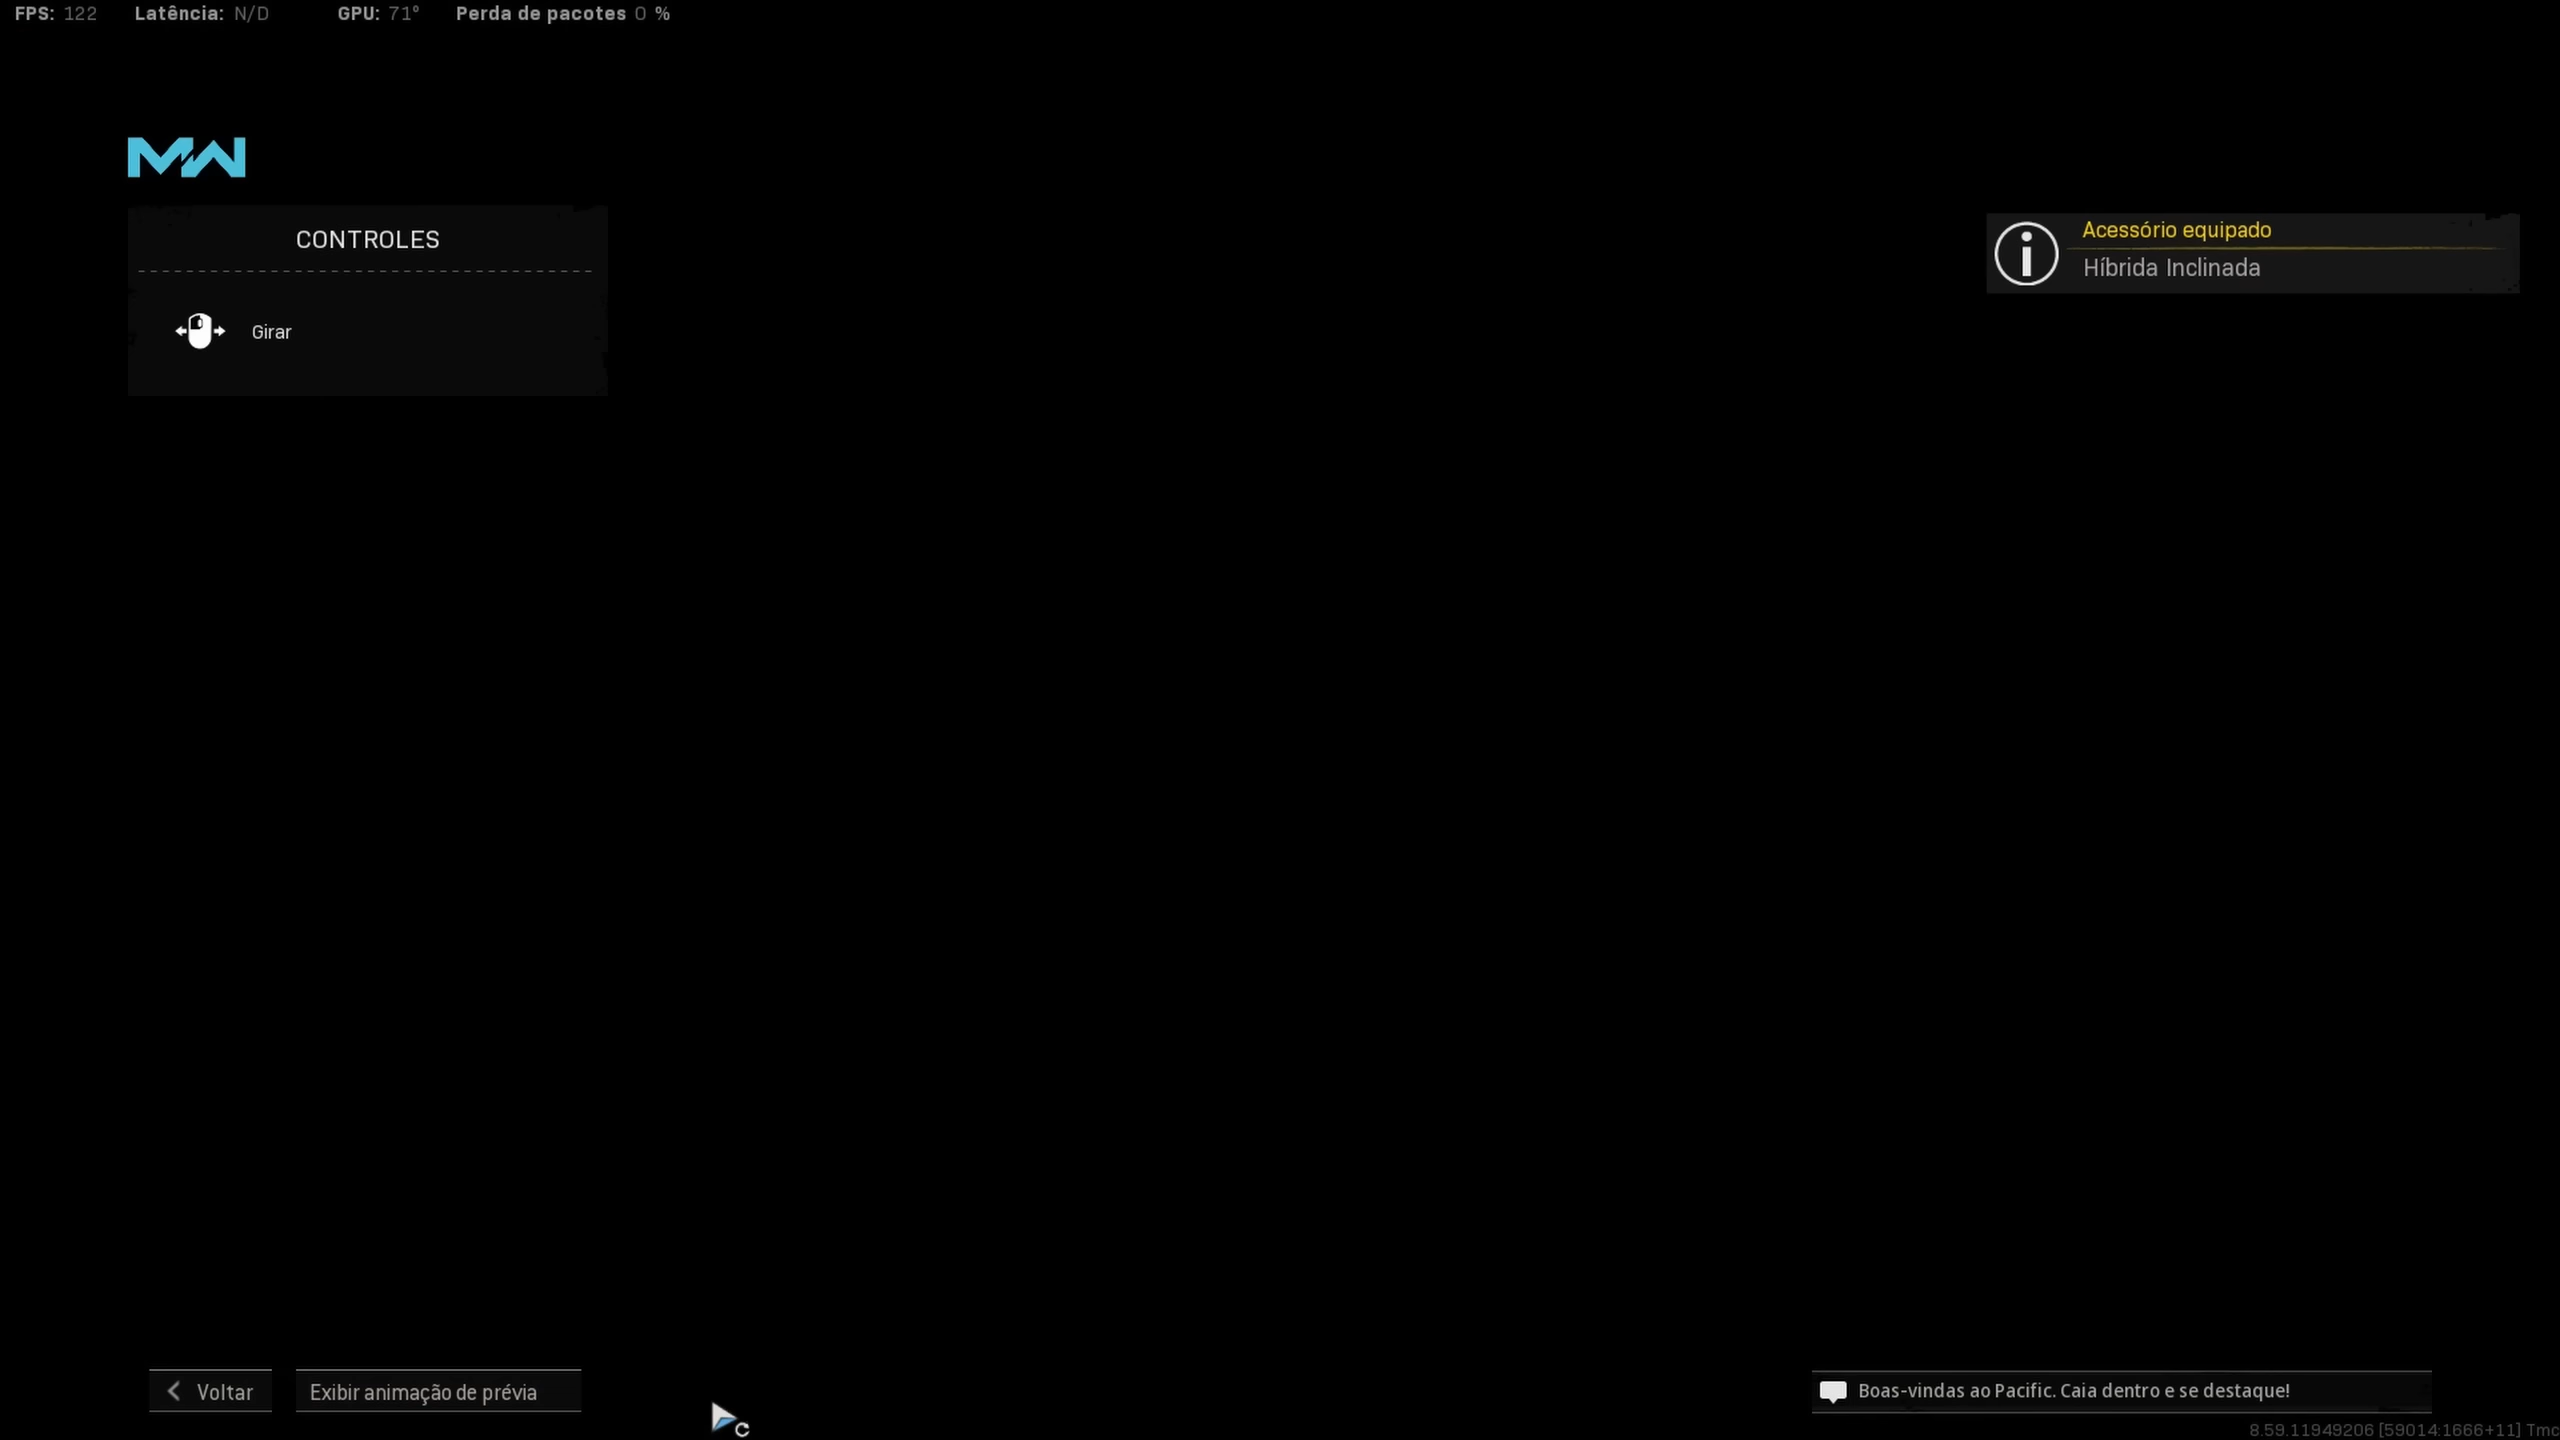 FPS: 122 Latência: N/D GPU: 71° Perda de pacotes 0 %
MW
CONTROLES
Girar
Acessório equipado
Híbrida Inclinada
Voltar
Exibir animação de prévia
Boas-vindas ao Pacific. Caia dentro e se destaque!
8.59.11949206 [59014:1666+11] Tmc